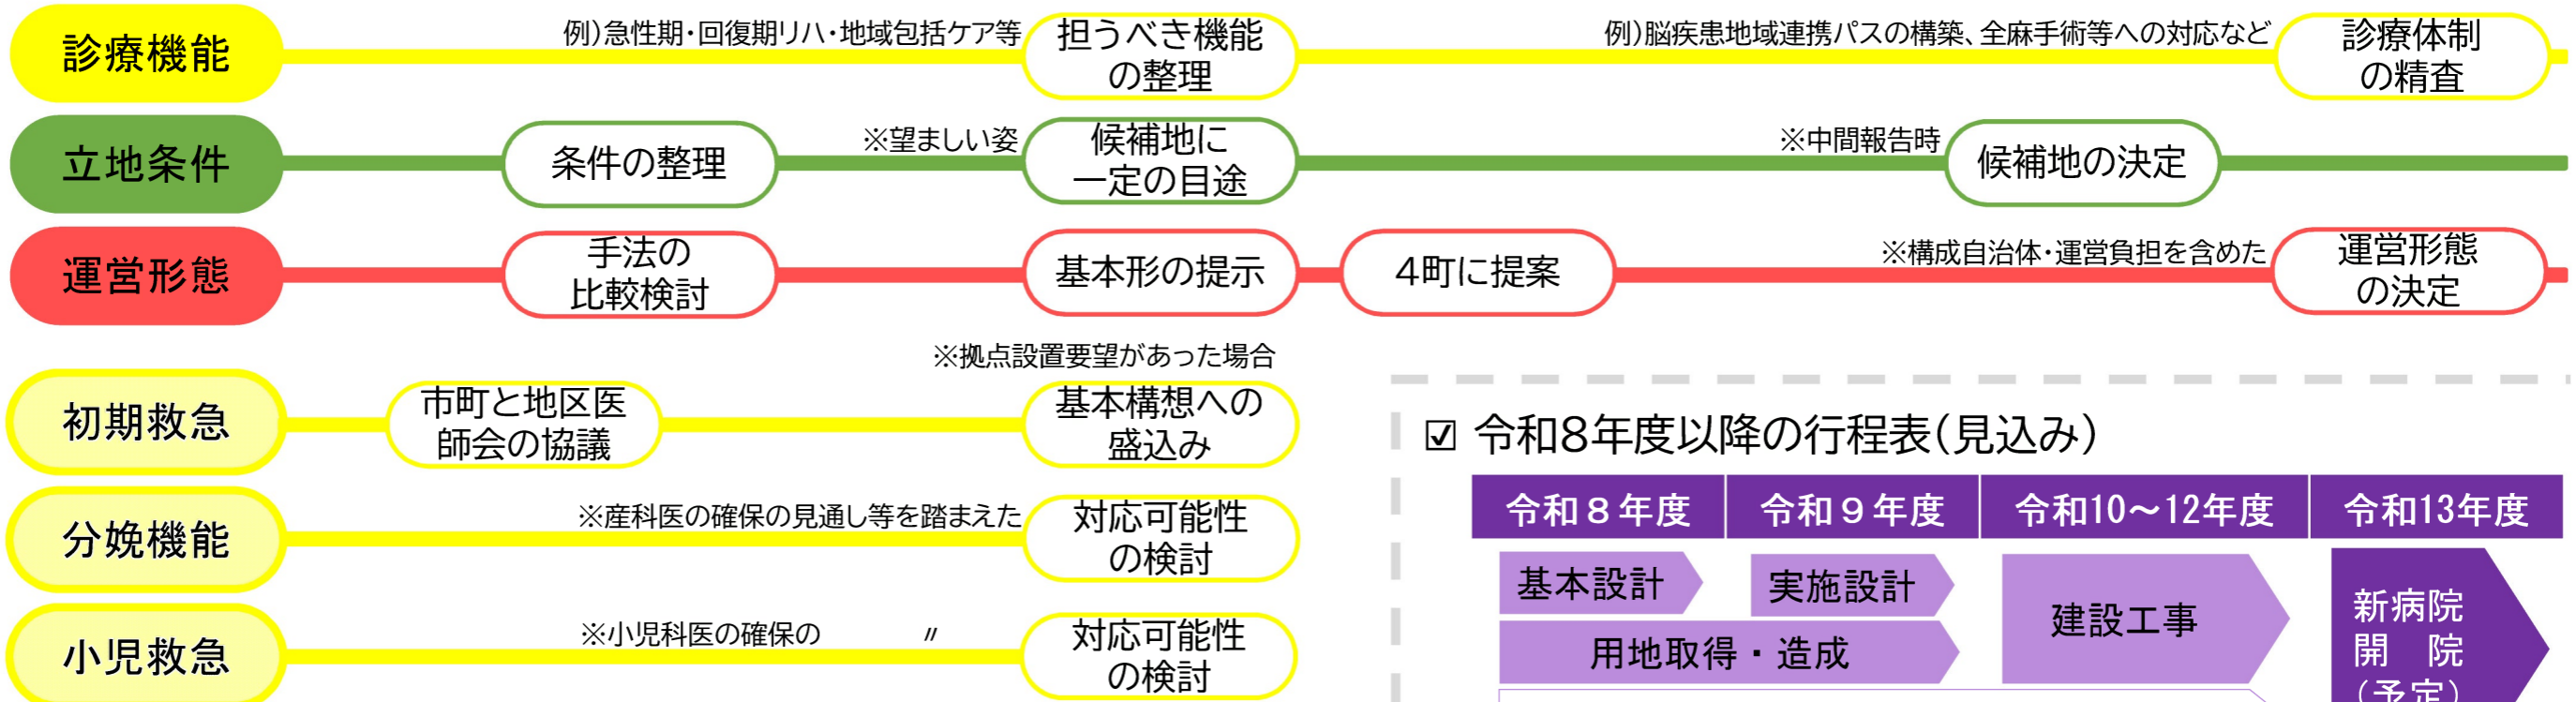 診療機能
例)急性期・回復期リハ・地域包括ケア等
担うべき機能
の整理
例)脳疾患地域連携パスの構築、全麻手術等への対応など
診療体制
の精査
立地条件
条件の整理
※望ましい姿
候補地に
一定の目途
※中間報告時
候補地の決定
運営形態
手法の
比較検討
基本形の提示
4町に提案
※構成自治体・運営負担を含めた
運営形態
の決定
初期救急
市町と地区医
師会の協議
※拠点設置要望があった場合
基本構想への
盛込み
分娩機能
※産科医の確保の見通し等を踏まえた
対応可能性
の検討
小児救急
※小児科医の確保の 〃
対応可能性
の検討
☑ 令和8年度以降の行程表(見込み)
令和8年度
令和9年度
令和10~12年度
令和13年度
基本設計
実施設計
建設工事
用地取得・造成
新病院
開 院
(予定)